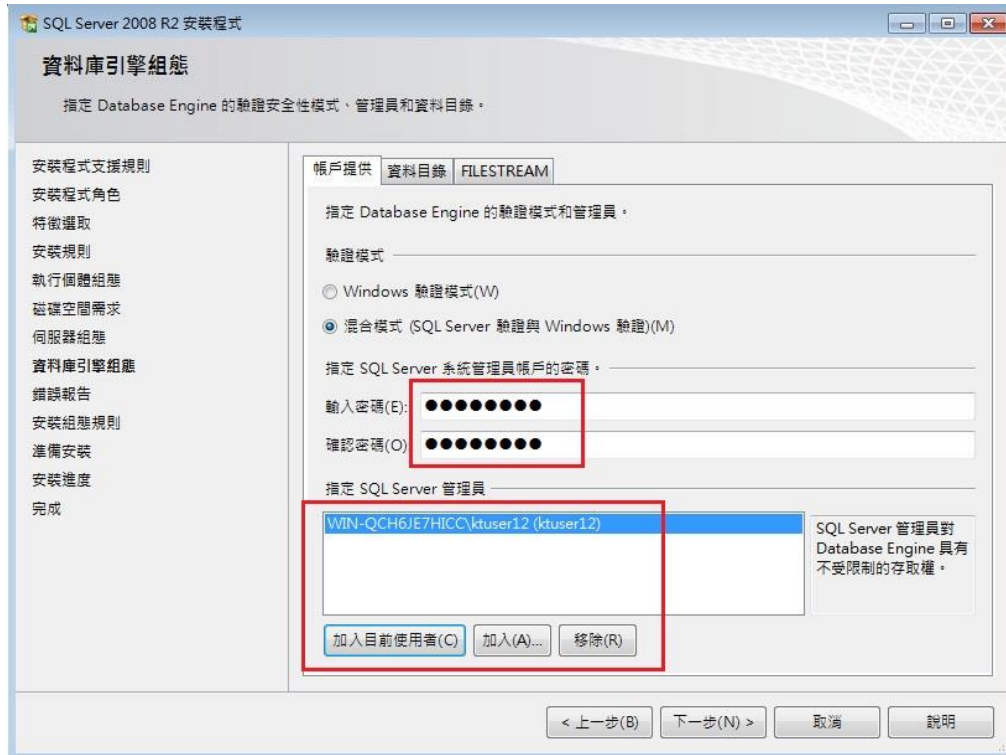 SQL Server 2008 R2 安裝程式
資料庫引擎組態
指定 Database Engine 的驗證安全性模式、管理員和資料目錄。
安裝程式支援規則
安裝程式角色
特徵選取
安裝規則
執行個體組態
磁碟空間需求
伺服器組態
資料庫引擎組態
錯誤報告
安裝組態規則
準備安裝
安裝進度
完成
帳戶提供 資料目錄 FILESTREAM
指定 Database Engine 的驗證模式和管理員。
驗證模式
Windows 驗證模式(W)
混合模式 (SQL Server 驗證與 Windows 驗證)(M)
指定 SQL Server 系統管理員帳戶的密碼。
輸入密碼(E): ●●●●●●●●
確認密碼(O) ●●●●●●●●
指定 SQL Server 管理員
WIN-QCH6JE7HICC\ktuser12 (ktuser12)
SQL Server 管理員對
Database Engine 具有
不受限制的存取權。
加入目前使用者(C) 加入(A)... 移除(R)
< 上一步(B) 下一步(N) > 取消 說明